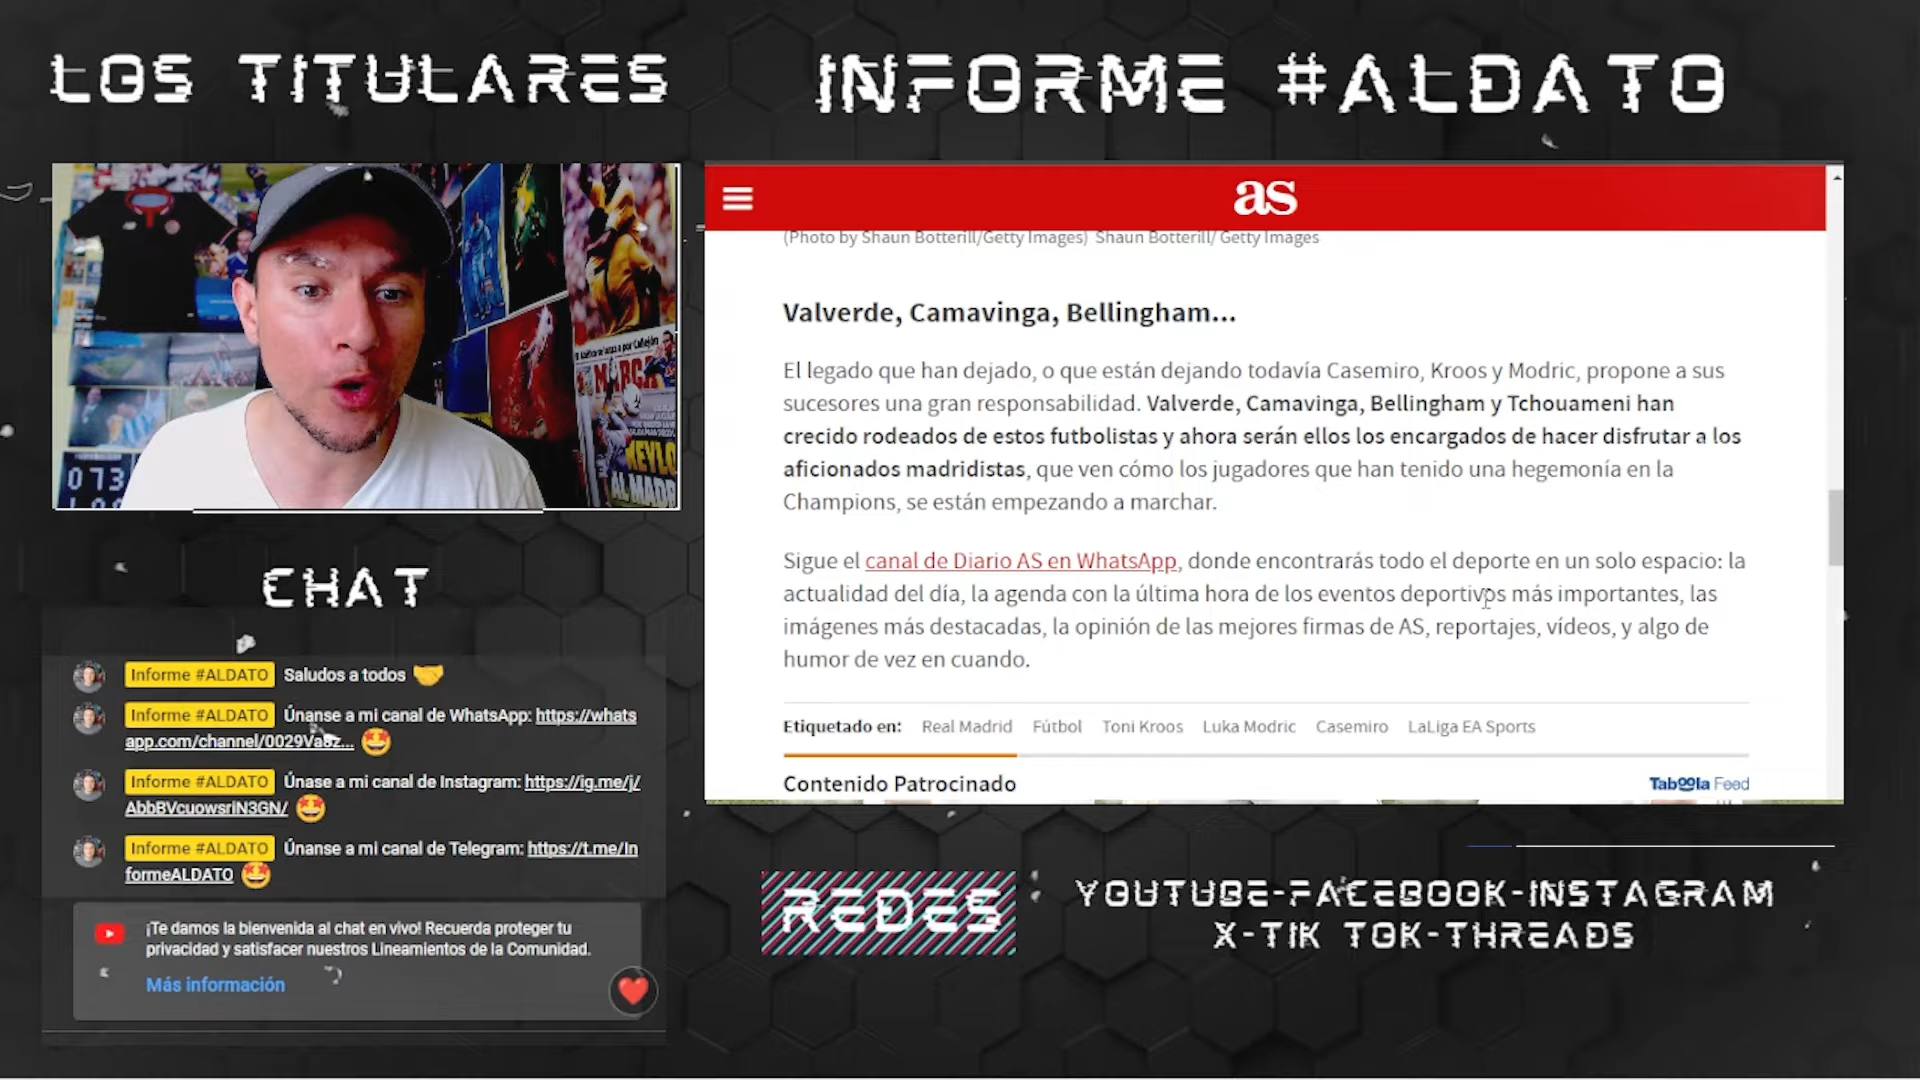 LOS TITULARES
INFORME #ALDATO
as
(Photo by Shaun Botterill/Getty Images) Shaun Botterill/ Getty Images
Valverde, Camavinga, Bellingham...
El legado que han dejado, o que están dejando todavía Casemiro, Kroos y Modric, propone a sus
sucesores una gran responsabilidad. Valverde, Camavinga, Bellingham y Tchouameni han
crecido rodeados de estos futbolistas y ahora serán ellos los encargados de hacer disfrutar a los
aficionados madridistas, que ven cómo los jugadores que han tenido una hegemonía en la
Champions, se están empezando a marchar.
Sigue el canal de Diario AS en WhatsApp, donde encontrarás todo el deporte en un solo espacio: la
actualidad del día, la agenda con la última hora de los eventos deportivos más importantes, las
imágenes más destacadas, la opinión de las mejores firmas de AS, reportajes, vídeos, y algo de
humor de vez en cuando.
Etiquetado en: Real Madrid Fútbol Toni Kroos Luka Modric Casemiro LaLiga EA Sports
Contenido Patrocinado
Taboola Feed
MARCA
KEYLO
AL MADR
073
CHAT
Informe #ALDATO Saludos a todos
Informe #ALDATO Únanse a mi canal de WhatsApp: https://whats
app.com/channel/0029Va8z...
Informe #ALDATO Únase a mi canal de Instagram: https://ig.me/j/
AbbBVcuowsriN3GN/
Informe #ALDATO Únanse a mi canal de Telegram: https://t.me/In
formeALDATO
¡Te damos la bienvenida al chat en vivo! Recuerda proteger tu
privacidad y satisfacer nuestros Lineamientos de la Comunidad.
Más información
REDES
YOUTUBE-FACEBOOK-INSTAGRAM
X-TIK TOK-THREADS